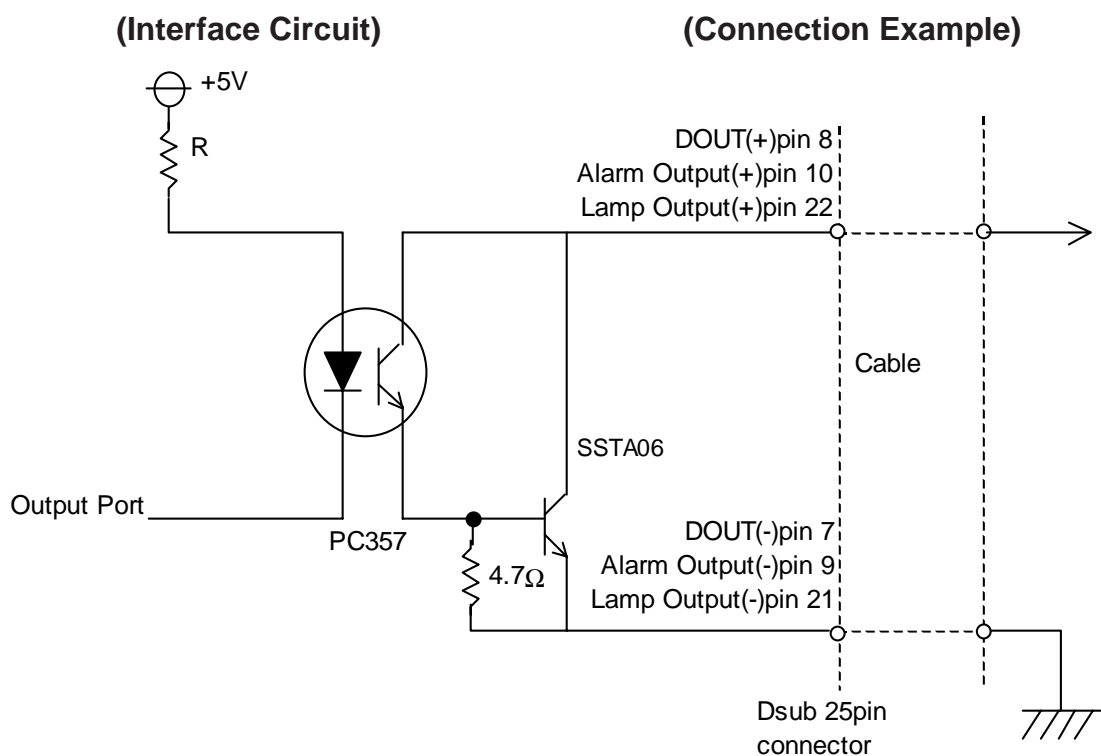 (Interface Circuit)
(Connection Example)
+5V
R
DOUT(+)pin 8
Alarm Output(+)pin 10
Lamp Output(+)pin 22
Cable
SSTA06
Output Port
PC357
4.7Ω
DOUT(-)pin 7
Alarm Output(-)pin 9
Lamp Output(-)pin 21
Dsub 25pin
connector